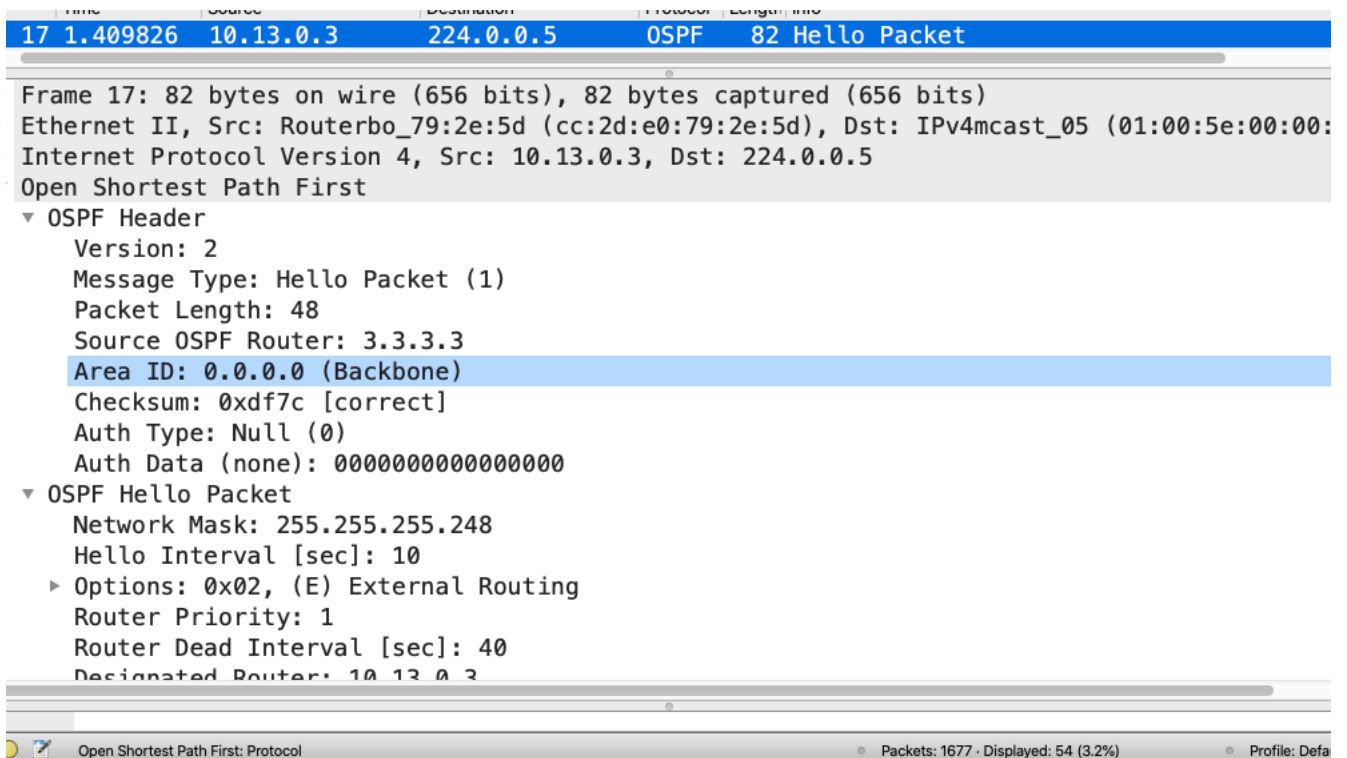 Time Source Destination Protocol Length Info
17 1.409826 10.13.0.3 224.0.0.5 OSPF 82 Hello Packet
Frame 17: 82 bytes on wire (656 bits), 82 bytes captured (656 bits)
Ethernet II, Src: Routerbo_79:2e:5d (cc:2d:e0:79:2e:5d), Dst: IPv4mcast_05 (01:00:5e:00:00:
Internet Protocol Version 4, Src: 10.13.0.3, Dst: 224.0.0.5
Open Shortest Path First
OSPF Header
Version: 2
Message Type: Hello Packet (1)
Packet Length: 48
Source OSPF Router: 3.3.3.3
Area ID: 0.0.0.0 (Backbone)
Checksum: 0xdf7c [correct]
Auth Type: Null (0)
Auth Data (none): 0000000000000000
OSPF Hello Packet
Network Mask: 255.255.255.248
Hello Interval [sec]: 10
Options: 0x02, (E) External Routing
Router Priority: 1
Router Dead Interval [sec]: 40
Designated Router: 10.13.0.3
Open Shortest Path First: Protocol
Packets: 1677 · Displayed: 54 (3.2%)
Profile: Defa